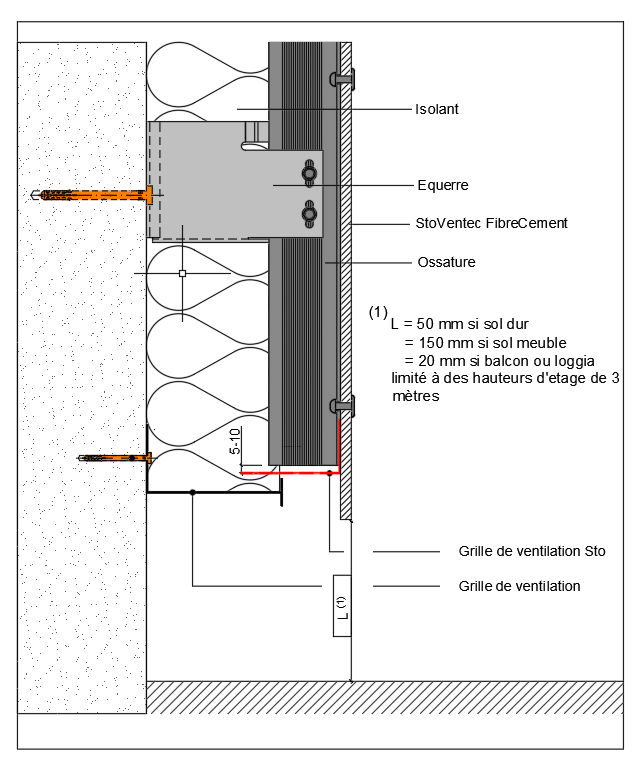 Isolant
Equerre
StoVentec FibreCement
Ossature
(1)
L = 50 mm si sol dur
= 150 mm si sol meuble
= 20 mm si balcon ou loggia
limité à des hauteurs d'etage de 3
mètres
5-10
Grille de ventilation Sto
Grille de ventilation
L (1)